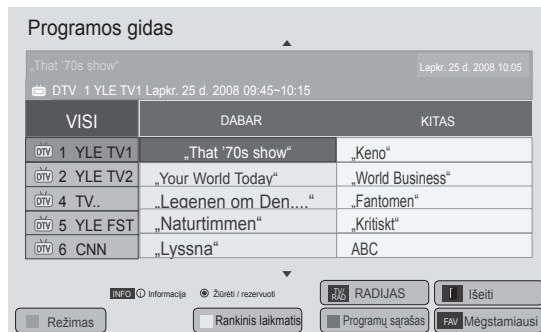 Programos gidas
„That ’70s show“
Lapkr. 25 d. 2008 10:05
DTV 1 YLE TV1 Lapkr. 25 d. 2008 09:45~10:15
VISI DABAR KITAS
DTV 1 YLE TV1 „That ’70s show“ „Keno“
DTV 2 YLE TV2 „Your World Today“ „World Business“
DTV 4 TV.. „Legenen om Den....“ „Fantomen“
DTV 5 YLE FST „Naturtimmen“ „Kritiskt“
DTV 6 CNN „Lyssna“ ABC
INFO i Informacija Žiūrėti / rezervuoti TV/RAD RADIJAS Išeiti
Režimas Rankinis laikmatis Programų sąrašas FAV Mėgstamiausi